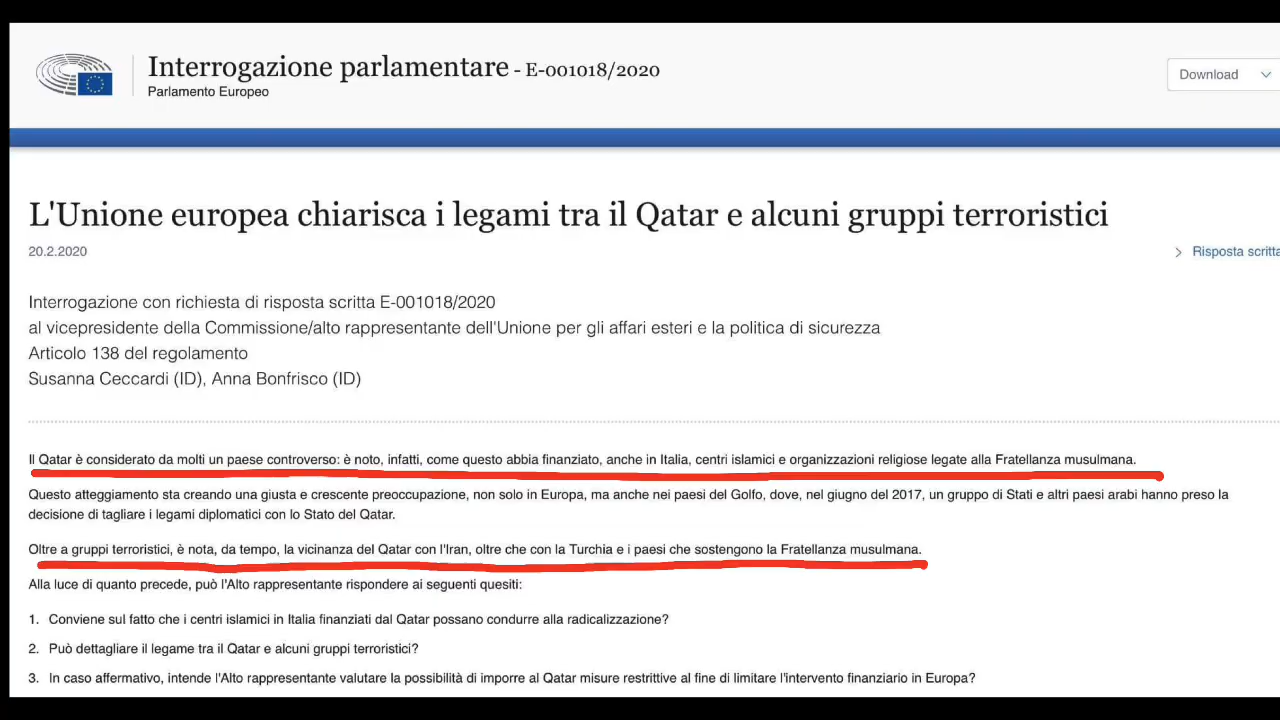 Interrogazione parlamentare - E-001018/2020
Parlamento Europeo
Download
L'Unione europea chiarisca i legami tra il Qatar e alcuni gruppi terroristici
20.2.2020
Risposta scritta
Interrogazione con richiesta di risposta scritta E-001018/2020
al vicepresidente della Commissione/alto rappresentante dell'Unione per gli affari esteri e la politica di sicurezza
Articolo 138 del regolamento
Susanna Ceccardi (ID), Anna Bonfrisco (ID)
Il Qatar è considerato da molti un paese controverso: è noto, infatti, come questo abbia finanziato, anche in Italia, centri islamici e organizzazioni religiose legate alla Fratellanza musulmana.
Questo atteggiamento sta creando una giusta e crescente preoccupazione, non solo in Europa, ma anche nei paesi del Golfo, dove, nel giugno del 2017, un gruppo di Stati e altri paesi arabi hanno preso la
decisione di tagliare i legami diplomatici con lo Stato del Qatar.
Oltre a gruppi terroristici, è nota, da tempo, la vicinanza del Qatar con l'Iran, oltre che con la Turchia e i paesi che sostengono la Fratellanza musulmana.
Alla luce di quanto precede, può l'Alto rappresentante rispondere ai seguenti quesiti:
1. Conviene sul fatto che i centri islamici in Italia finanziati dal Qatar possano condurre alla radicalizzazione?
2. Può dettagliare il legame tra il Qatar e alcuni gruppi terroristici?
3. In caso affermativo, intende l'Alto rappresentante valutare la possibilità di imporre al Qatar misure restrittive al fine di limitare l'intervento finanziario in Europa?